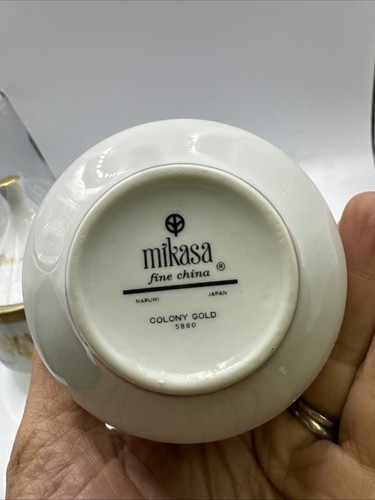 mikasa ®
fine china
NARUMI JAPAN
COLONY GOLD
5860